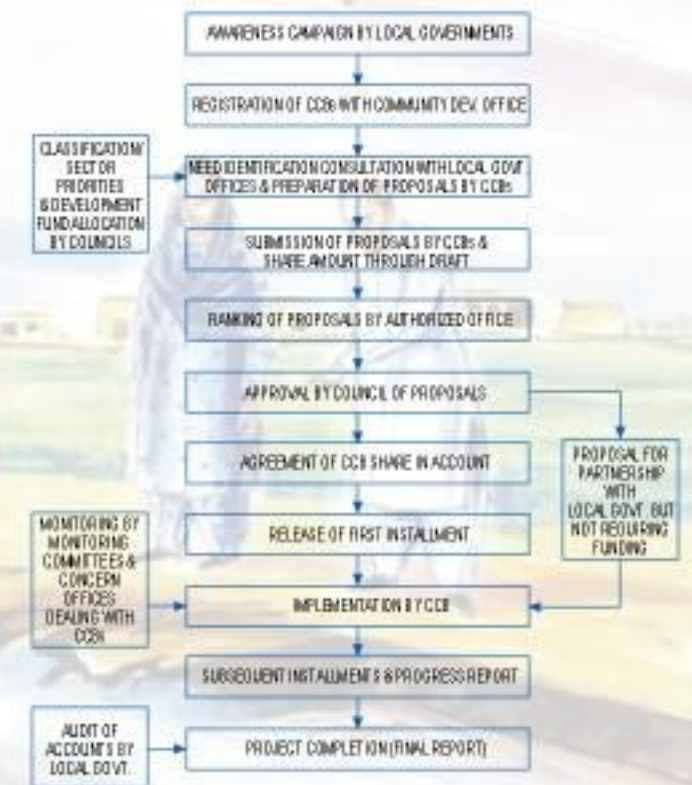 AWARENESS CAMPAIGN BY LOCAL GOVERNMENTS
REGISTRATION OF CCBs WITH COMMUNITY DEV. OFFICE
CLASSIFICATION/
SECTOR
PRIORITIES
& DEVELOPMENT
FUND ALLOCATION
BY COUNCILS
NEED IDENTIFICATION CONSULTATION WITH LOCAL GOVT
OFFICES & PREPARATION OF PROPOSALS BY CCBs
SUBMISSION OF PROPOSALS BY CCBs &
SHARE AMOUNT THROUGH DRAFT
RANKING OF PROPOSALS BY AUTHORIZED OFFICE
APPROVAL BY COUNCIL OF PROPOSALS
AGREEMENT OF CCB SHARE IN ACCOUNT
PROPOSAL FOR
PARTNERSHIP
WITH
LOCAL GOVT. BUT
NOT REQUIRING
FUNDING
RELEASE OF FIRST INSTALLMENT
MONITORING BY
MONITORING
COMMITTEES &
CONCERN
OFFICES
DEALING WITH
CCBs
IMPLEMENTATION BY CCB
SUBSEQUENT INSTALLMENTS & PROGRESS REPORT
AUDIT OF
ACCOUNTS BY
LOCAL GOVT.
PROJECT COMPLETION (FINAL REPORT)